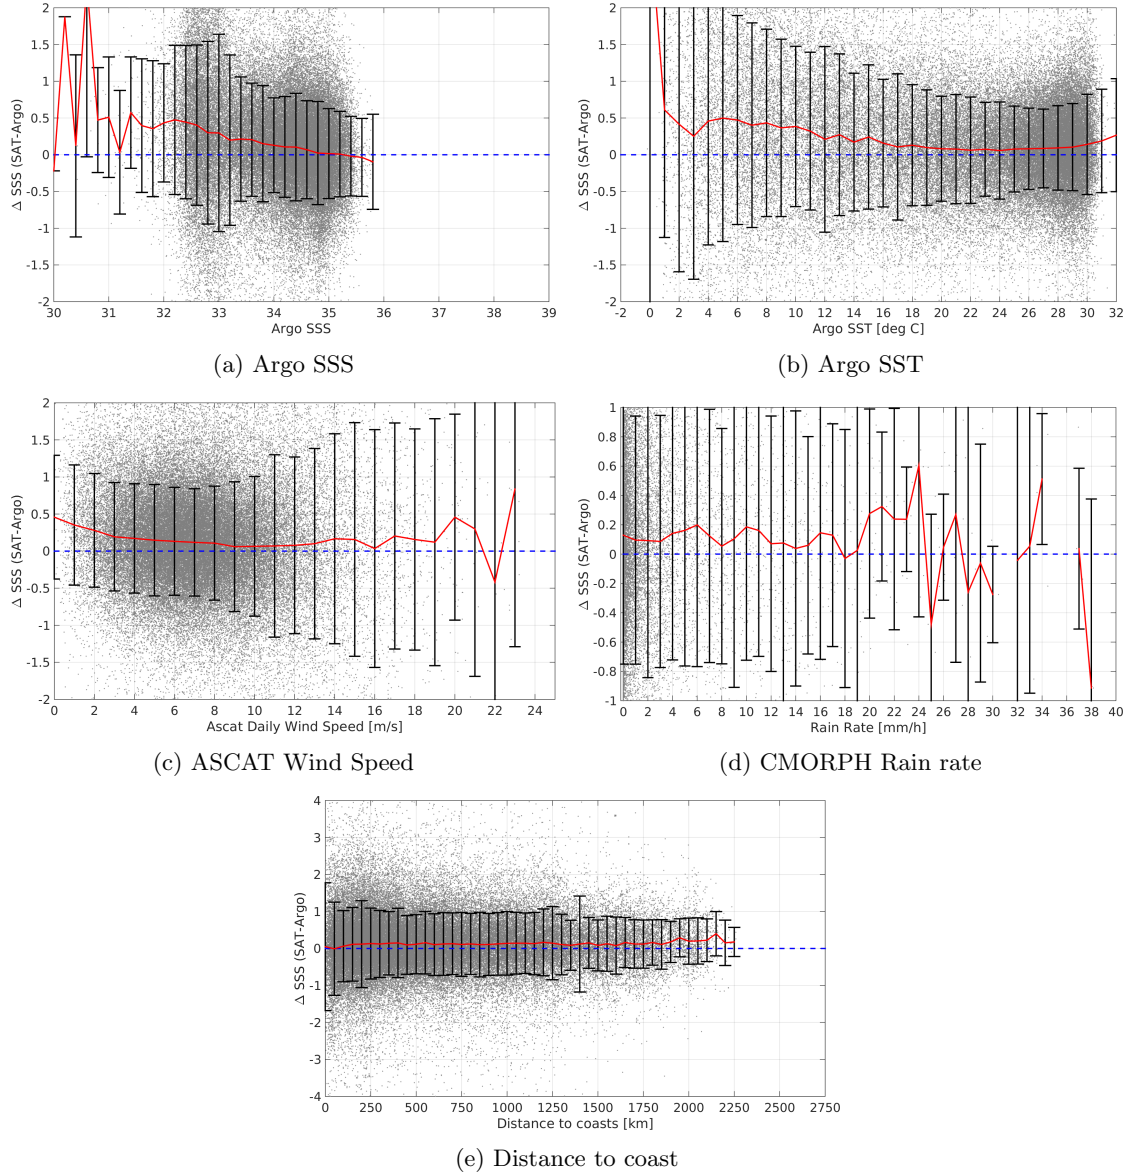 2
1.5
1
0.5
0
-0.5
-1
-1.5
-2
Δ SSS (SAT-Argo)
30 31 32 33 34 35 36 37 38 39
Argo SSS
(a) Argo SSS
2
1.5
1
0.5
0
-0.5
-1
-1.5
-2
Δ SSS (SAT-Argo)
-2 0 2 4 6 8 10 12 14 16 18 20 22 24 26 28 30 32
Argo SST [deg C]
(b) Argo SST
2
1.5
1
0.5
0
-0.5
-1
-1.5
-2
Δ SSS (SAT-Argo)
0 2 4 6 8 10 12 14 16 18 20 22 24
Ascat Daily Wind Speed [m/s]
(c) ASCAT Wind Speed
1
0.8
0.6
0.4
0.2
0
-0.2
-0.4
-0.6
-0.8
-1
Δ SSS (SAT-Argo)
0 2 4 6 8 10 12 14 16 18 20 22 24 26 28 30 32 34 36 38 40
Rain Rate [mm/h]
(d) CMORPH Rain rate
4
3
2
1
0
-1
-2
-3
-4
Δ SSS (SAT-Argo)
0 250 500 750 1000 1250 1500 1750 2000 2250 2500 2750
Distance to coasts [km]
(e) Distance to coast